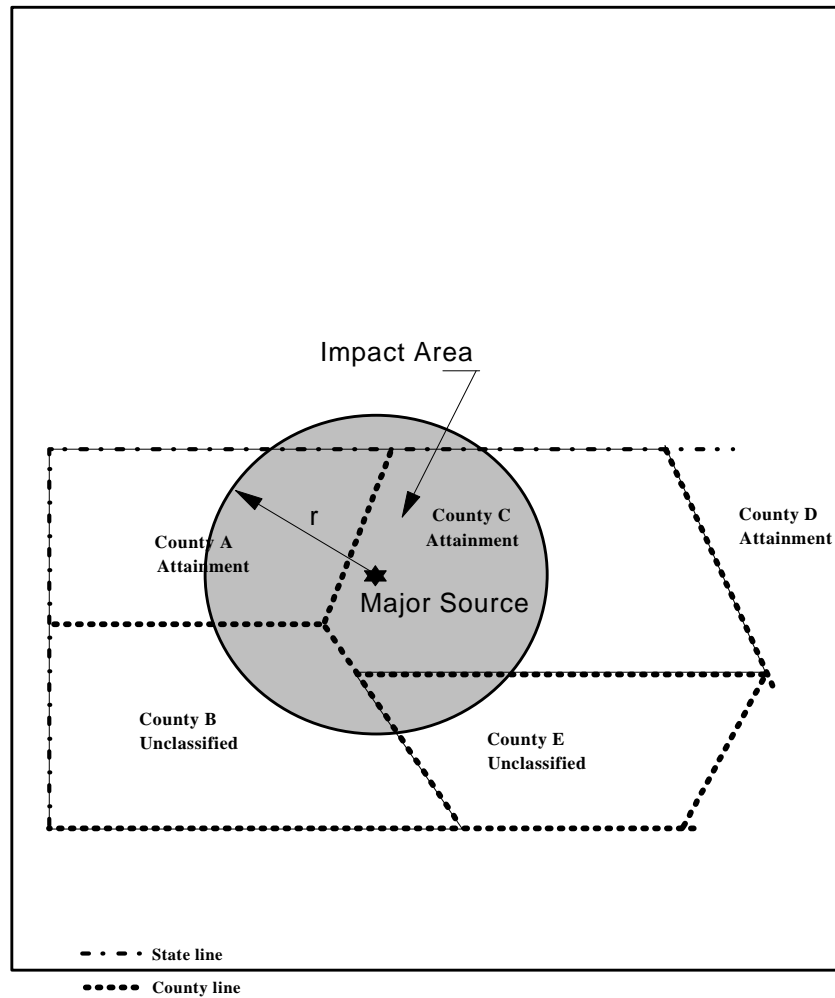 Impact Area
r
County A
Attainment
County C
Attainment
County D
Attainment
Major Source
County B
Unclassified
County E
Unclassified
State line
County line